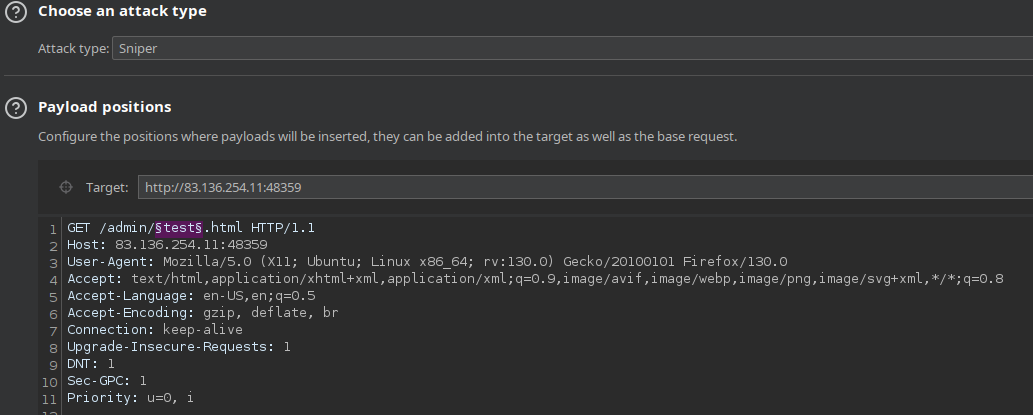 ? Choose an attack type
Attack type: Sniper
? Payload positions
Configure the positions where payloads will be inserted, they can be added into the target as well as the base request.
Target: http://83.136.254.11:48359
1 GET /admin/§test§.html HTTP/1.1
2 Host: 83.136.254.11:48359
3 User-Agent: Mozilla/5.0 (X11; Ubuntu; Linux x86_64; rv:130.0) Gecko/20100101 Firefox/130.0
4 Accept: text/html,application/xhtml+xml,application/xml;q=0.9,image/avif,image/webp,image/png,image/svg+xml,*/*;q=0.8
5 Accept-Language: en-US,en;q=0.5
6 Accept-Encoding: gzip, deflate, br
7 Connection: keep-alive
8 Upgrade-Insecure-Requests: 1
9 DNT: 1
10 Sec-GPC: 1
11 Priority: u=0, i